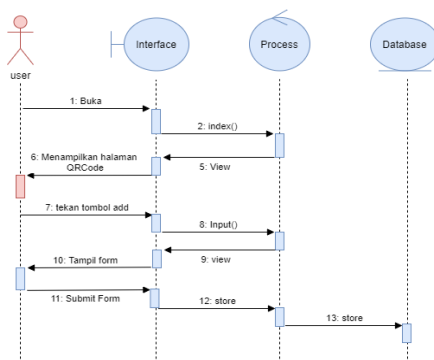 Interface
Process
Database
user
1: Buka
2: index()
5: View
6: Menampilkan halaman
QRCode
7: tekan tombol add
8: Input()
9: view
10: Tampil form
11: Submit Form
12: store
13: store